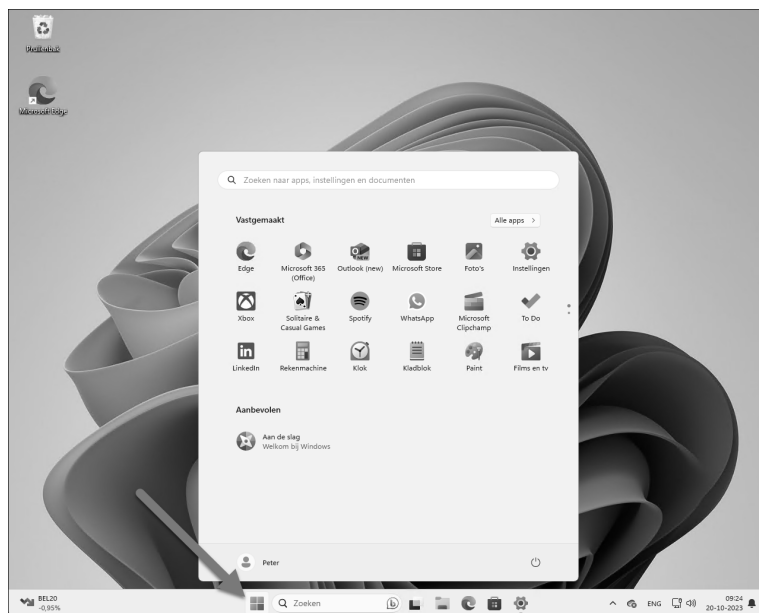 Prullenbak
Microsoft Edge
Zoeken naar apps, instellingen en documenten
Vastgemaakt
Alle apps >
Edge
Microsoft 365
(Office)
Outlook (new)
Microsoft Store
Foto's
Instellingen
Xbox
Solitaire &
Casual Games
Spotify
WhatsApp
Microsoft
Clipchamp
To Do
LinkedIn
Rekenmachine
Klok
Kladblok
Paint
Films en tv
Aanbevolen
Aan de slag
Welkom bij Windows
Peter
BEL20
-0,95%
Zoeken
ENG
09:24
20-10-2023